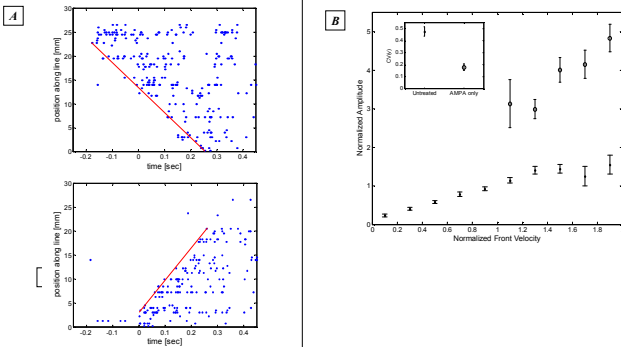 A
position along line [mm]
30
25
20
15
10
5
0
-0.2 -0.1 0 0.1 0.2 0.3 0.4
time [sec]
position along line [mm]
30
25
20
15
10
5
0
-0.2 -0.1 0 0.1 0.2 0.3 0.4
time [sec]
B
Normalized Amplitude
5
4
3
2
1
0
0 0.2 0.4 0.6 0.8 1 1.2 1.4 1.6 1.8 2
Normalized Front Velocity
CV(v)
0.5
0.4
0.3
0.2
0.1
0
Untreated AMPA only